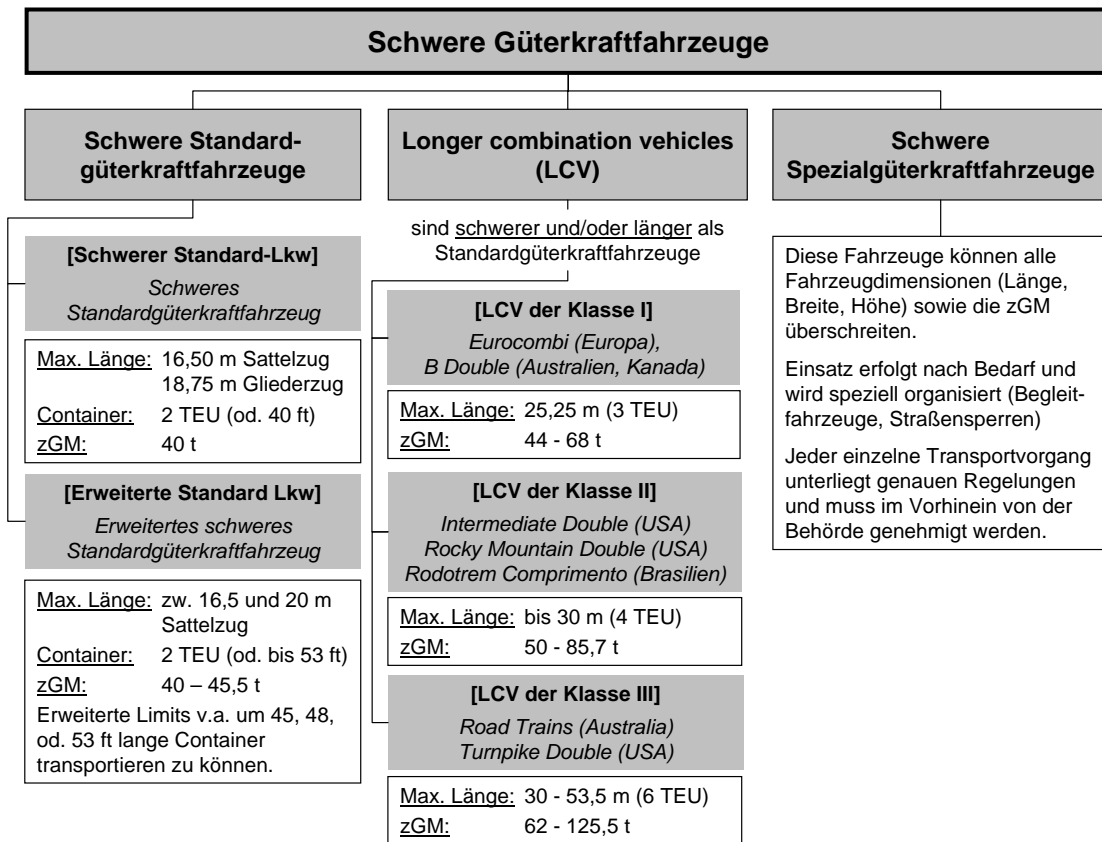 Schwere Güterkraftfahrzeuge
Schwere Standard-
güterkraftfahrzeuge
[Schwerer Standard-Lkw]
Schweres
Standardgüterkraftfahrzeug
Max. Länge: 16,50 m Sattelzug
18,75 m Gliederzug
Container: 2 TEU (od. 40 ft)
zGM: 40 t
[Erweiterte Standard Lkw]
Erweitertes schweres
Standardgüterkraftfahrzeug
Max. Länge: zw. 16,5 und 20 m
Sattelzug
Container: 2 TEU (od. bis 53 ft)
zGM: 40 – 45,5 t
Erweiterte Limits v.a. um 45, 48,
od. 53 ft lange Container
transportieren zu können.
Longer combination vehicles
(LCV)
sind schwerer und/oder länger als
Standardgüterkraftfahrzeuge
[LCV der Klasse I]
Eurocombi (Europa),
B Double (Australien, Kanada)
Max. Länge: 25,25 m (3 TEU)
zGM: 44 - 68 t
[LCV der Klasse II]
Intermediate Double (USA)
Rocky Mountain Double (USA)
Rodotrem Comprimento (Brasilien)
Max. Länge: bis 30 m (4 TEU)
zGM: 50 - 85,7 t
[LCV der Klasse III]
Road Trains (Australia)
Turnpike Double (USA)
Max. Länge: 30 - 53,5 m (6 TEU)
zGM: 62 - 125,5 t
Schwere
Spezialgüterkraftfahrzeuge
Diese Fahrzeuge können alle
Fahrzeugdimensionen (Länge,
Breite, Höhe) sowie die zGM
überschreiten.
Einsatz erfolgt nach Bedarf und
wird speziell organisiert (Begleit-
fahrzeuge, Straßensperren)
Jeder einzelne Transportvorgang
unterliegt genauen Regelungen
und muss im Vorhinein von der
Behörde genehmigt werden.